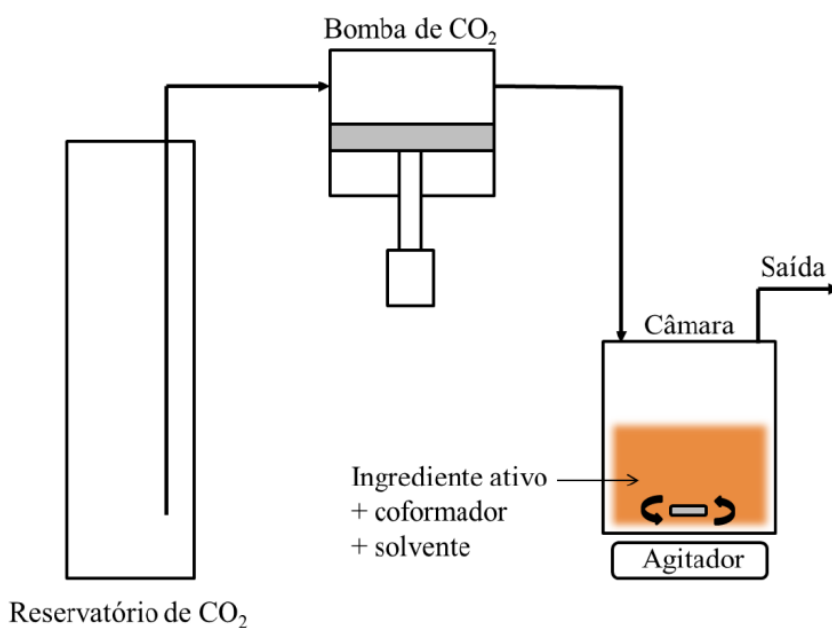 Bomba de CO₂
Saída
Câmara
Ingrediente ativo
+ coformador
+ solvente
Agitador
Reservatório de CO₂